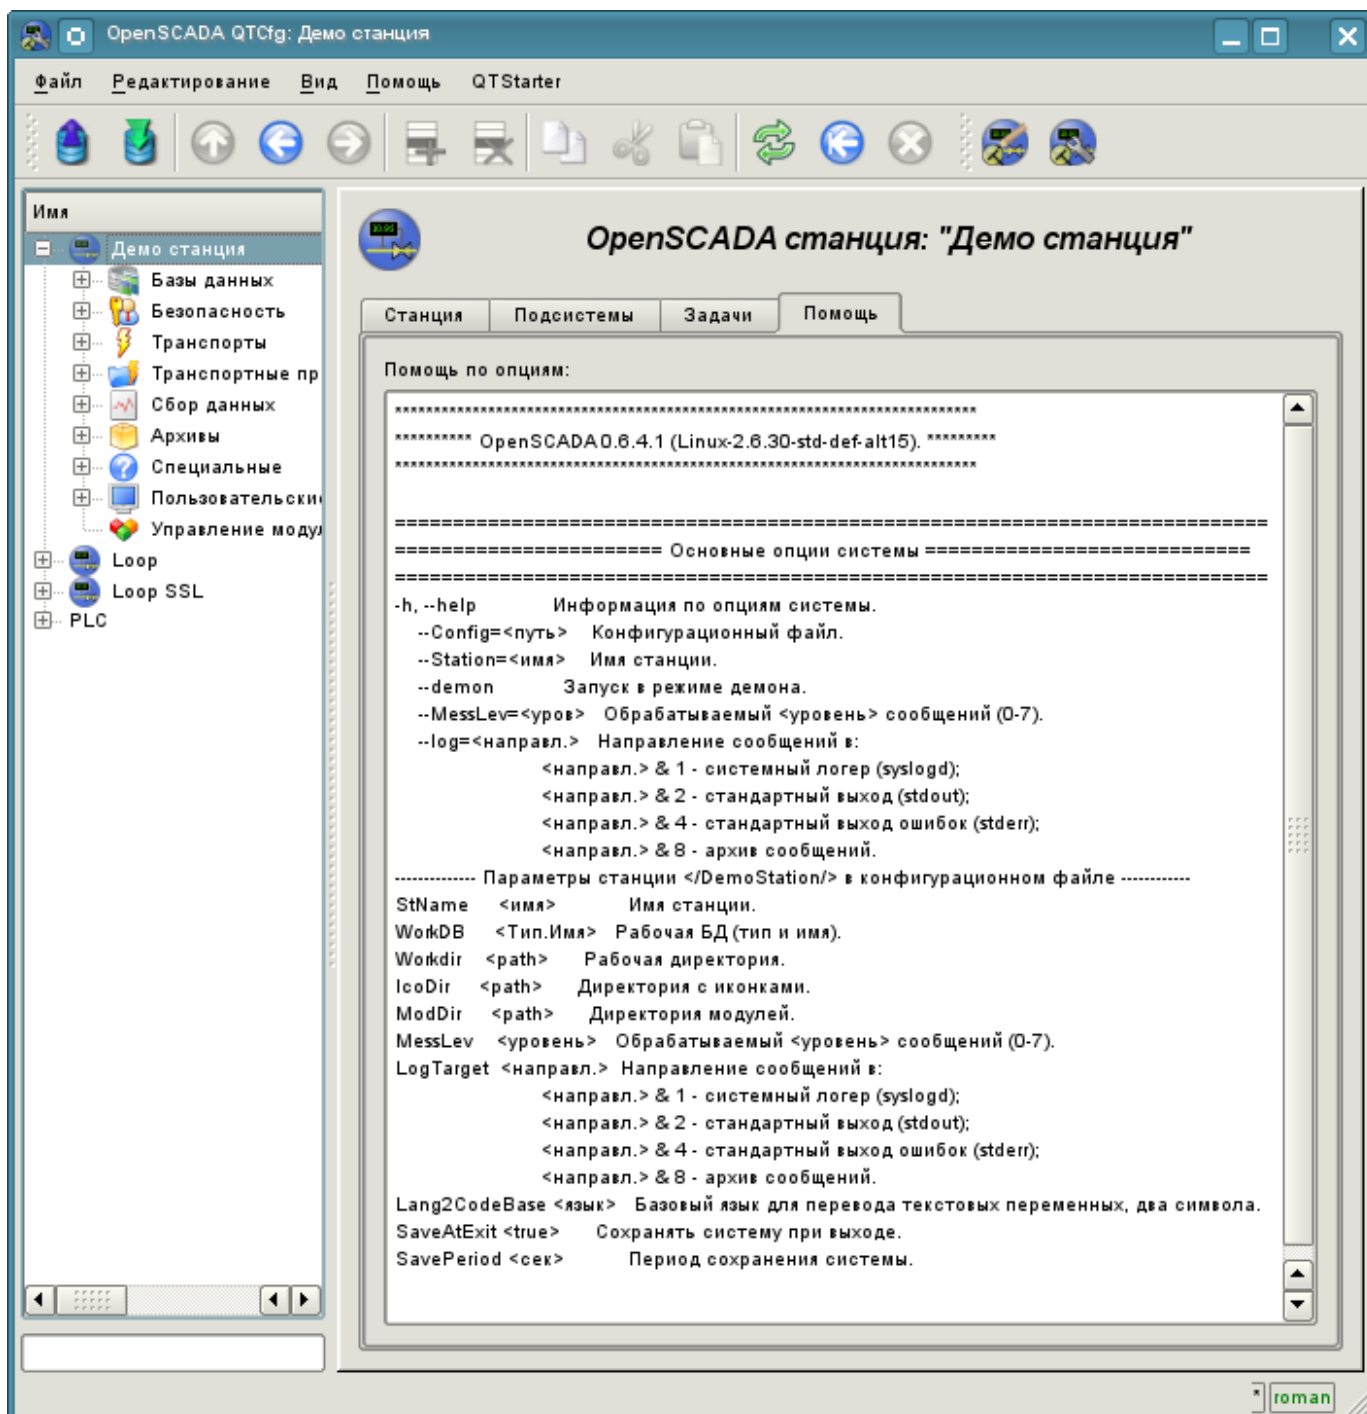 OpenSCADA QTCfg: Демо станция
Файл Редактирование Вид Помощь QTStarter
Имя
Демо станция
Базы данных
Безопасность
Транспорты
Транспортные пр
Сбор данных
Архивы
Специальные
Пользовательски
Управление моду
Loop
Loop SSL
PLC
OpenSCADA станция: "Демо станция"
Станция Подсистемы Задачи Помощь
Помощь по опциям:
***************************************************************************
********** OpenSCADA 0.6.4.1 (Linux-2.6.30-std-def-alt15). *********
***************************************************************************
===========================================================================
======================= Основные опции системы ============================
===========================================================================
-h, --help Информация по опциям системы.
--Config=<путь> Конфигурационный файл.
--Station=<имя> Имя станции.
--demon Запуск в режиме демона.
--MessLev=<уров> Обрабатываемый <уровень> сообщений (0-7).
--log=<направл.> Направление сообщений в:
<направл.> & 1 - системный логер (syslogd);
<направл.> & 2 - стандартный выход (stdout);
<направл.> & 4 - стандартный выход ошибок (stderr);
<направл.> & 8 - архив сообщений.
------------- Параметры станции </DemoStation/> в конфигурационном файле -----------
StName <имя> Имя станции.
WorkDB <Тип.Имя> Рабочая БД (тип и имя).
Workdir <path> Рабочая директория.
IcoDir <path> Директория с иконками.
ModDir <path> Директория модулей.
MessLev <уровень> Обрабатываемый <уровень> сообщений (0-7).
LogTarget <направл.> Направление сообщений в:
<направл.> & 1 - системный логер (syslogd);
<направл.> & 2 - стандартный выход (stdout);
<направл.> & 4 - стандартный выход ошибок (stderr);
<направл.> & 8 - архив сообщений.
Lang2CodeBase <язык> Базовый язык для перевода текстовых переменных, два символа.
SaveAtExit <true> Сохранять систему при выходе.
SavePeriod <сек> Период сохранения системы.
* roman